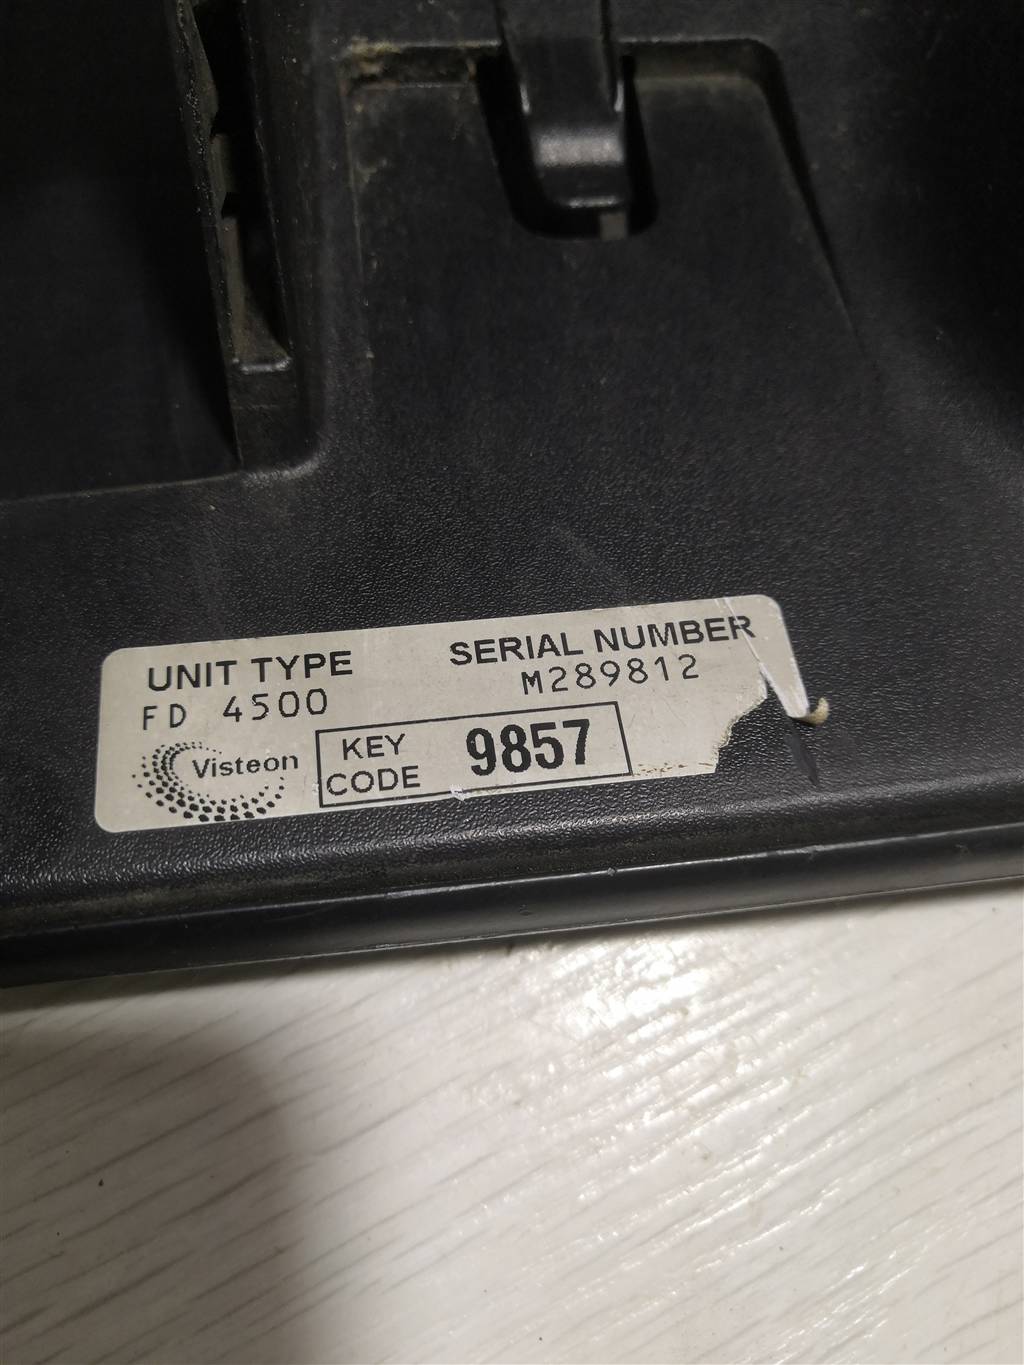 UNIT TYPE
SERIAL NUMBER
FD 4500
M289812
Visteon
KEY
CODE
9857